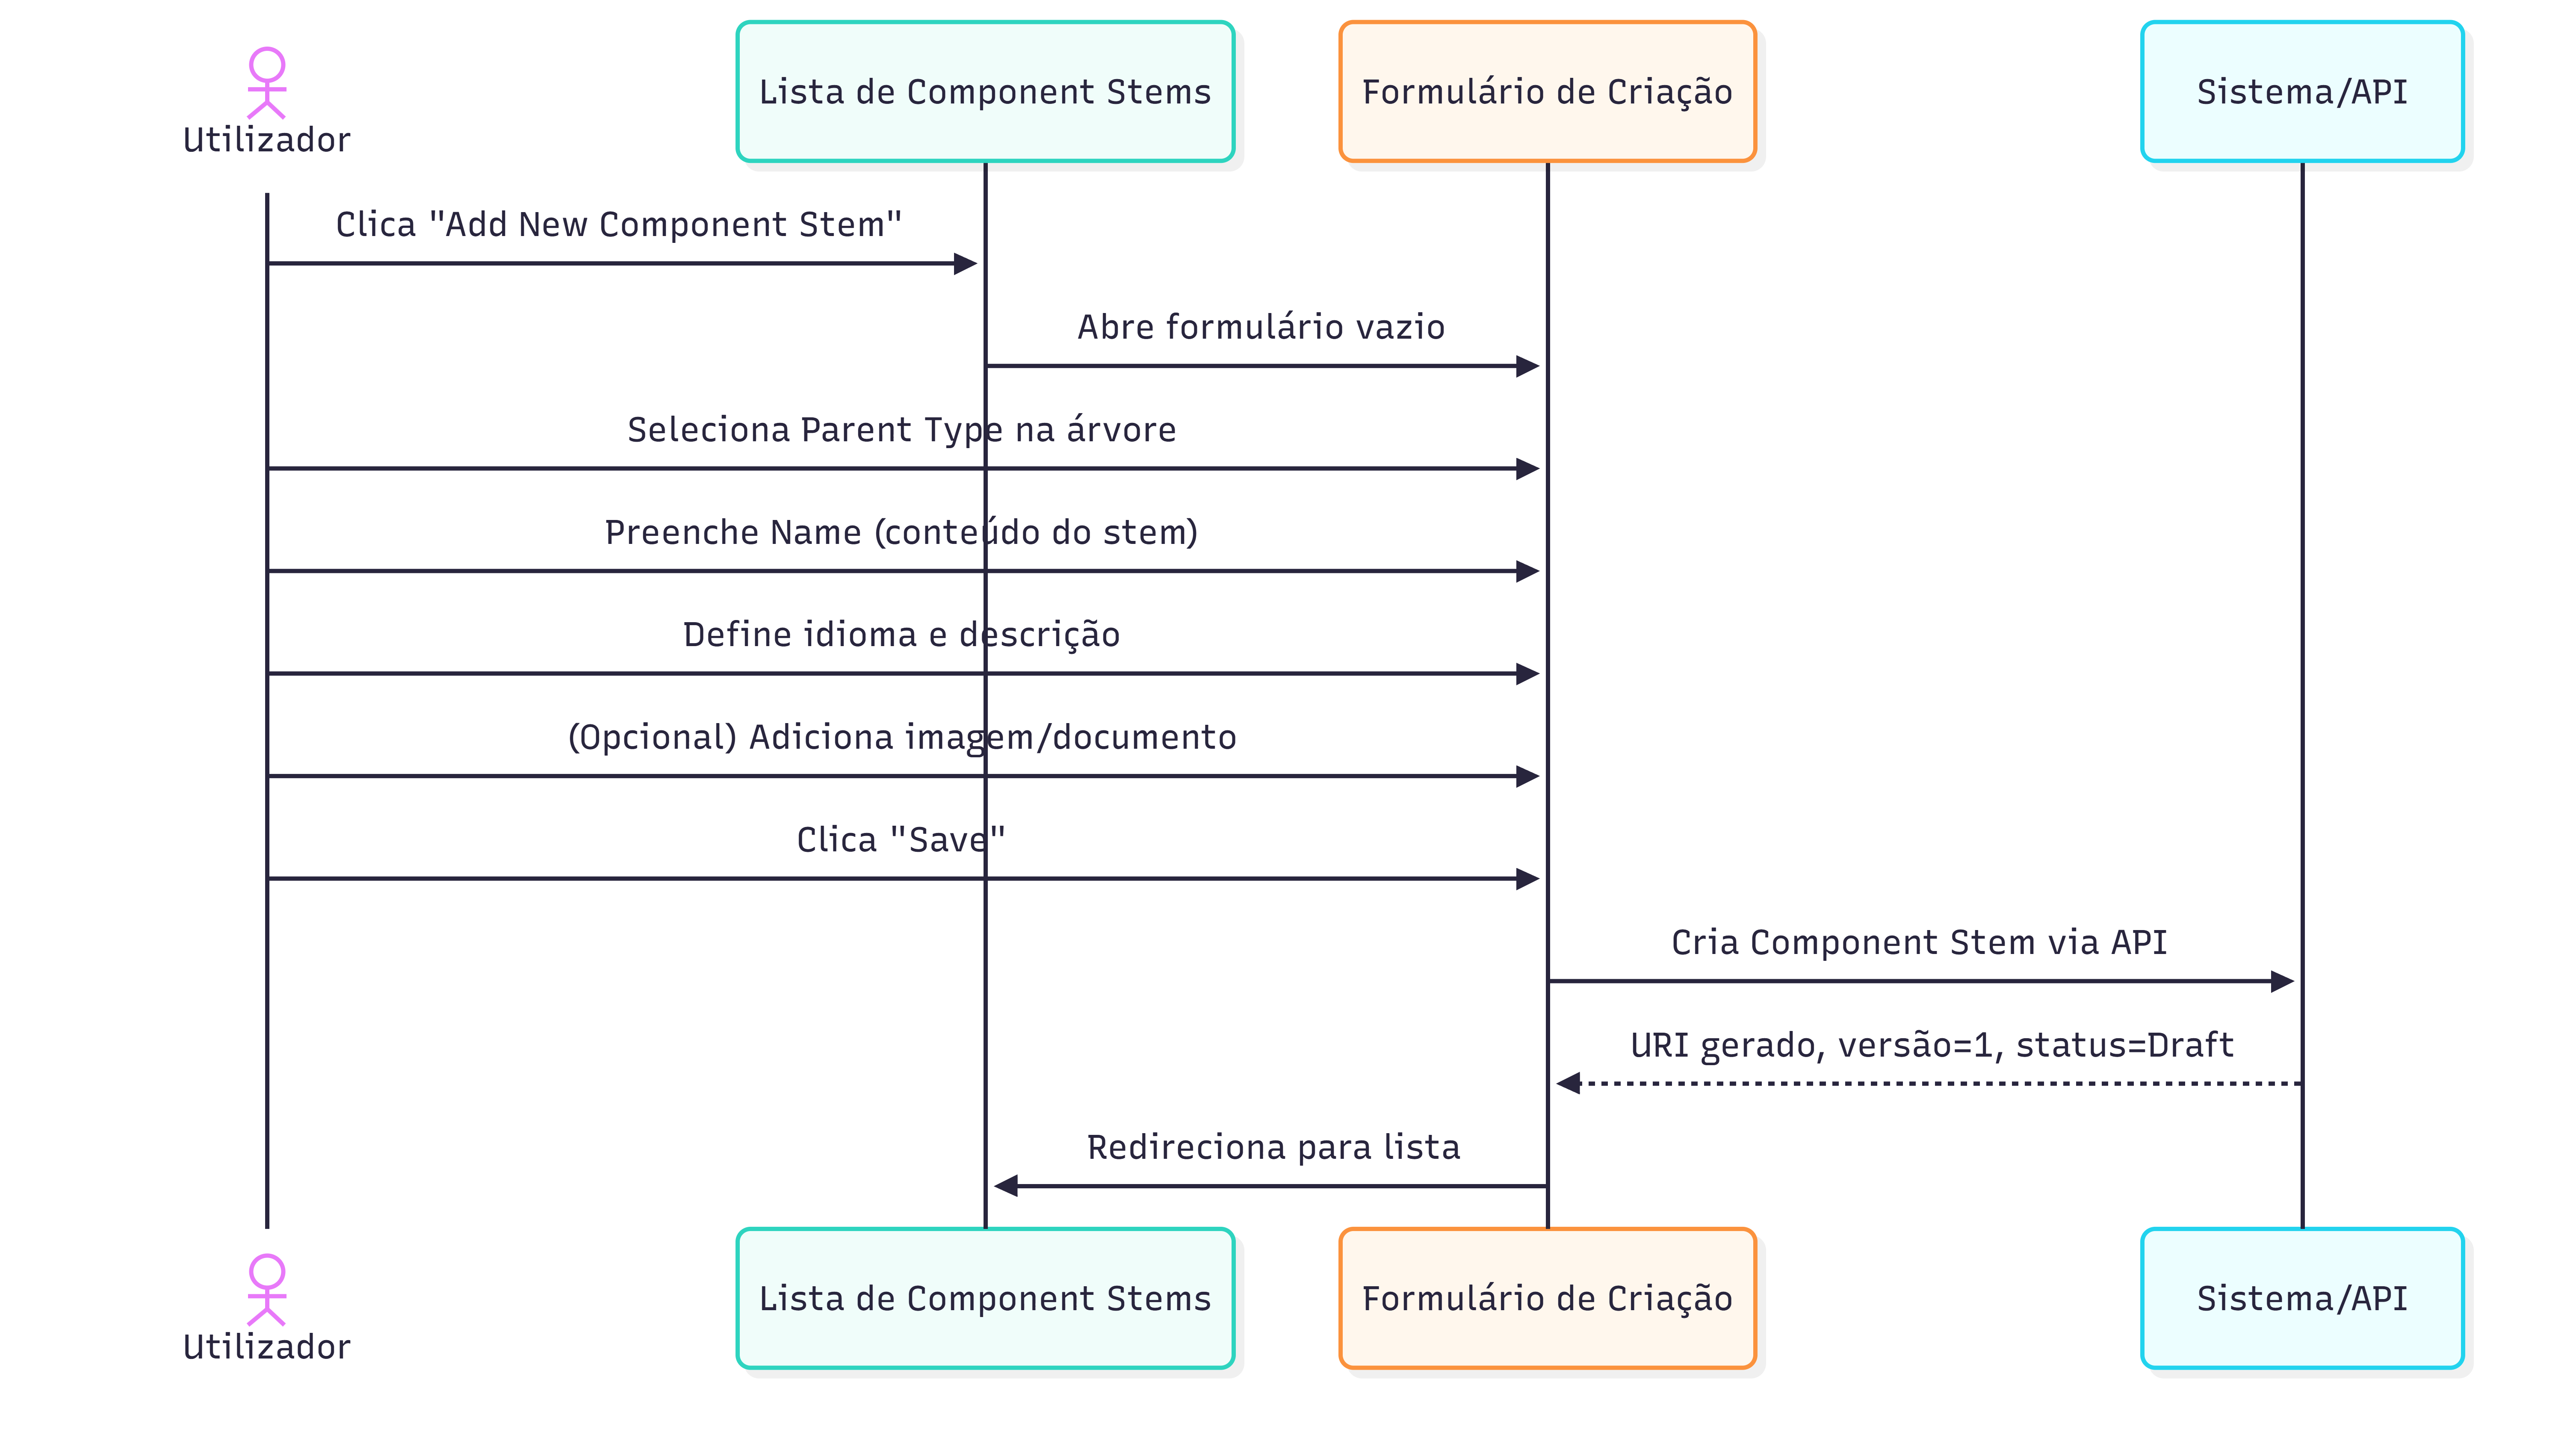 Utilizador
Lista de Component Stems
Formulário de Criação
Sistema/API
Clica "Add New Component Stem"
Abre formulário vazio
Seleciona Parent Type na árvore
Preenche Name (conteúdo do stem)
Define idioma e descrição
(Opcional) Adiciona imagem/documento
Clica "Save"
Cria Component Stem via API
URI gerado, versão=1, status=Draft
Redireciona para lista
Utilizador
Lista de Component Stems
Formulário de Criação
Sistema/API